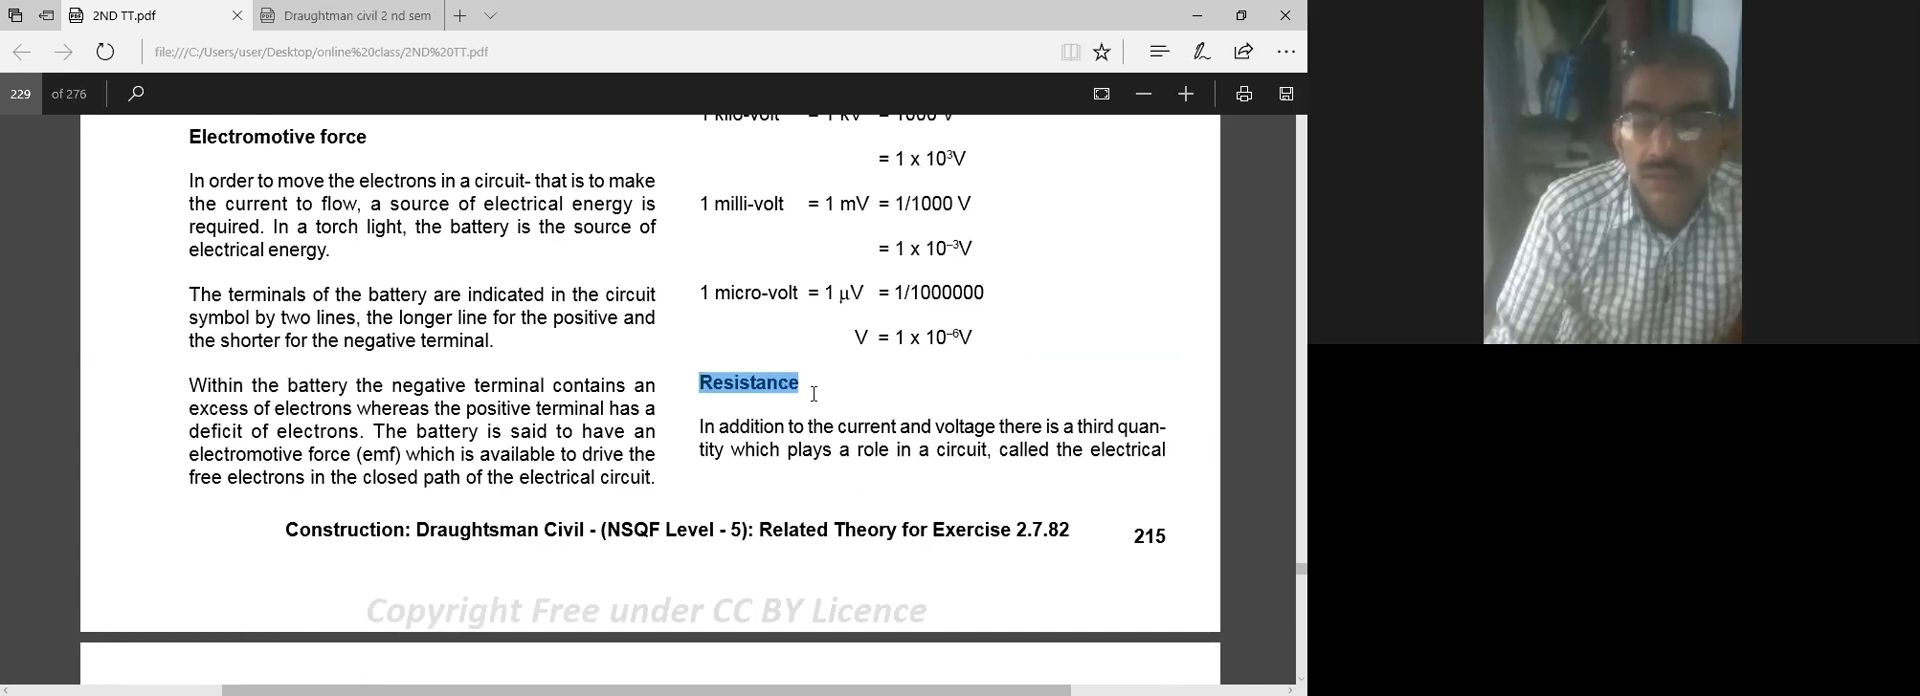 2ND TT.pdf
Draughtman civil 2 nd sem
file:///C:/Users/user/Desktop/online%20class/2ND%20TT.pdf
229 of 276
Electromotive force
In order to move the electrons in a circuit- that is to make
the current to flow, a source of electrical energy is
required. In a torch light, the battery is the source of
electrical energy.
The terminals of the battery are indicated in the circuit
symbol by two lines, the longer line for the positive and
the shorter for the negative terminal.
Within the battery the negative terminal contains an
excess of electrons whereas the positive terminal has a
deficit of electrons. The battery is said to have an
electromotive force (emf) which is available to drive the
free electrons in the closed path of the electrical circuit.
1 kilo-volt = 1 kV = 1000 V
= 1 x 10³V
1 milli-volt = 1 mV = 1/1000 V
= 1 x 10⁻³V
1 micro-volt = 1 μV = 1/1000000
V = 1 x 10⁻⁶V
Resistance
In addition to the current and voltage there is a third quan-
tity which plays a role in a circuit, called the electrical
Construction: Draughtsman Civil - (NSQF Level - 5): Related Theory for Exercise 2.7.82 215
Copyright Free under CC BY Licence